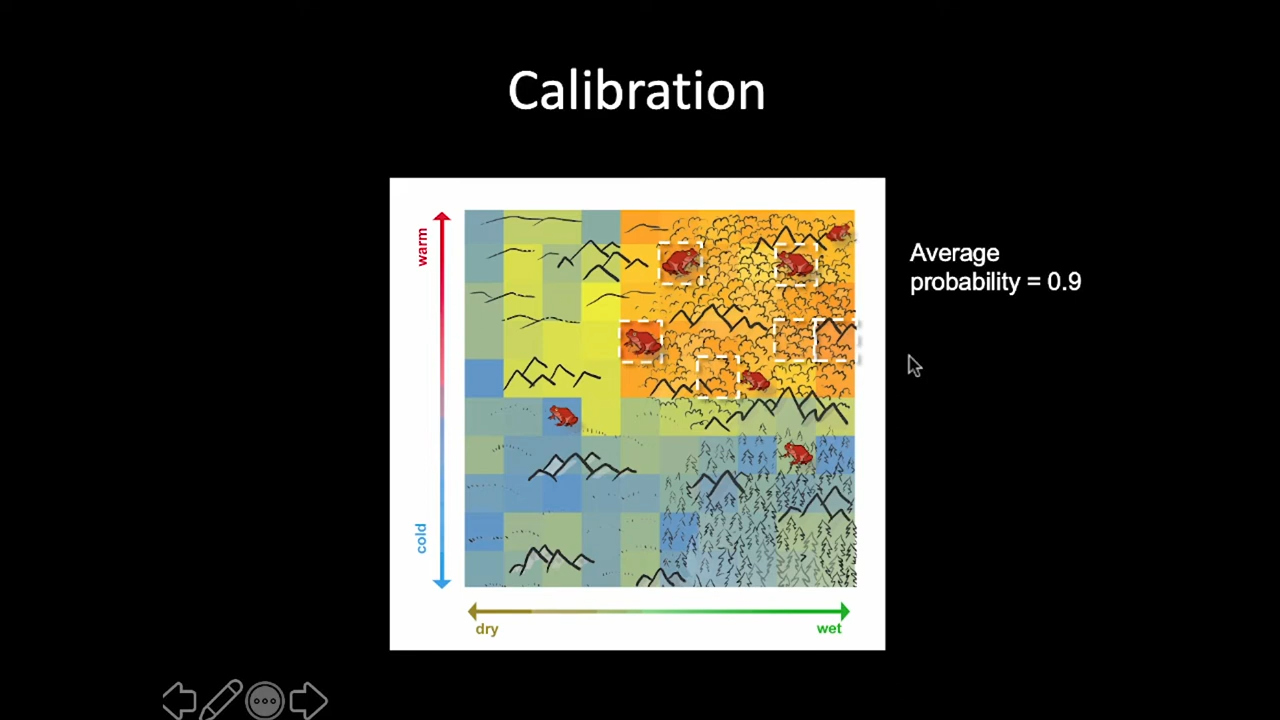 Calibration
warm
cold
dry
wet
Average
probability = 0.9